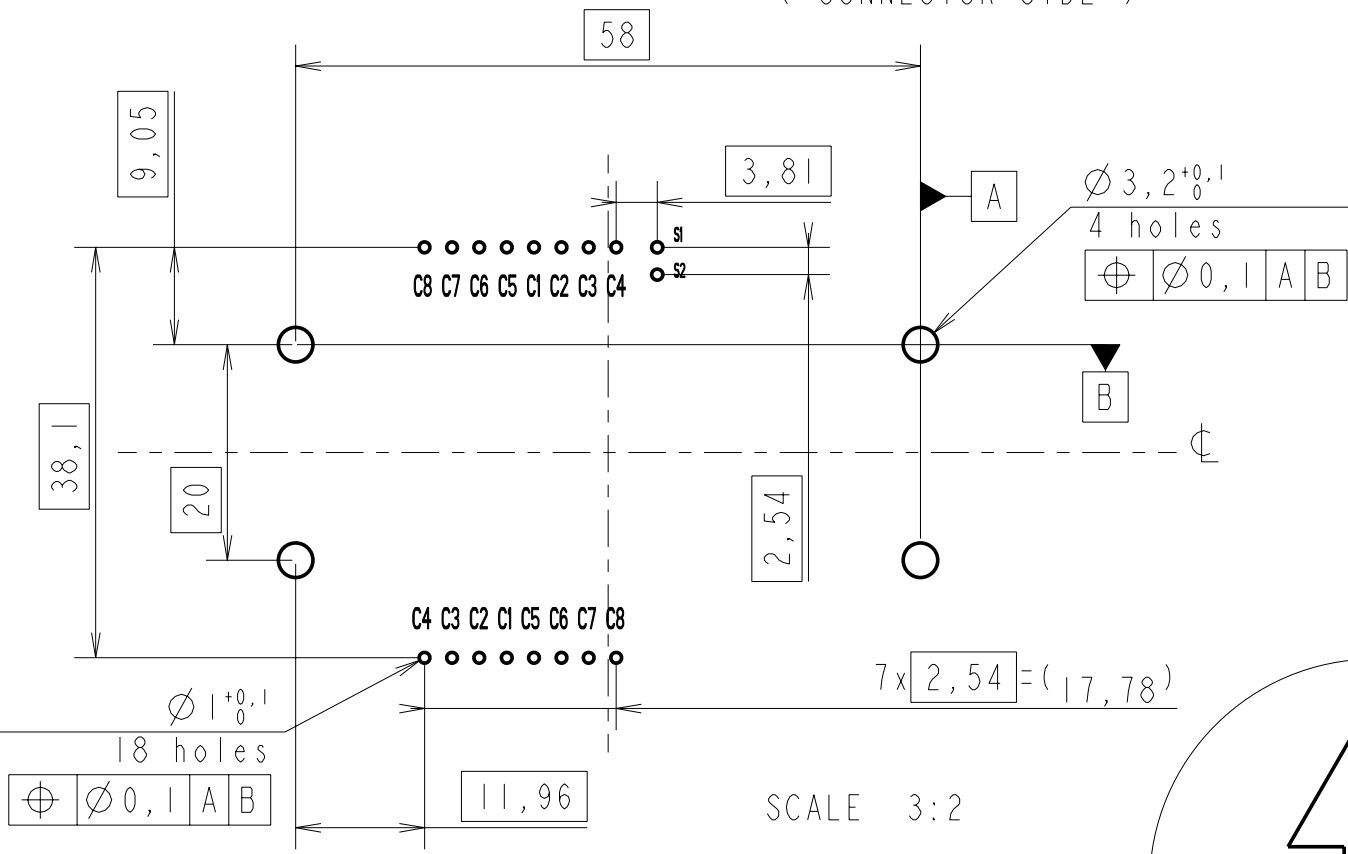 ( CONNECTOR SIDE )
58
9,05
3,81
A
Ø3,2 +0,1 0
4 holes
⌖ Ø0,1 A B
S1
S2
C8 C7 C6 C5 C1 C2 C3 C4
B
38,1
20
2,54
℄
C4 C3 C2 C1 C5 C6 C7 C8
7x 2,54 =( 17,78)
Ø1 +0,1 0
18 holes
⌖ Ø0,1 A B
11,96
SCALE 3:2